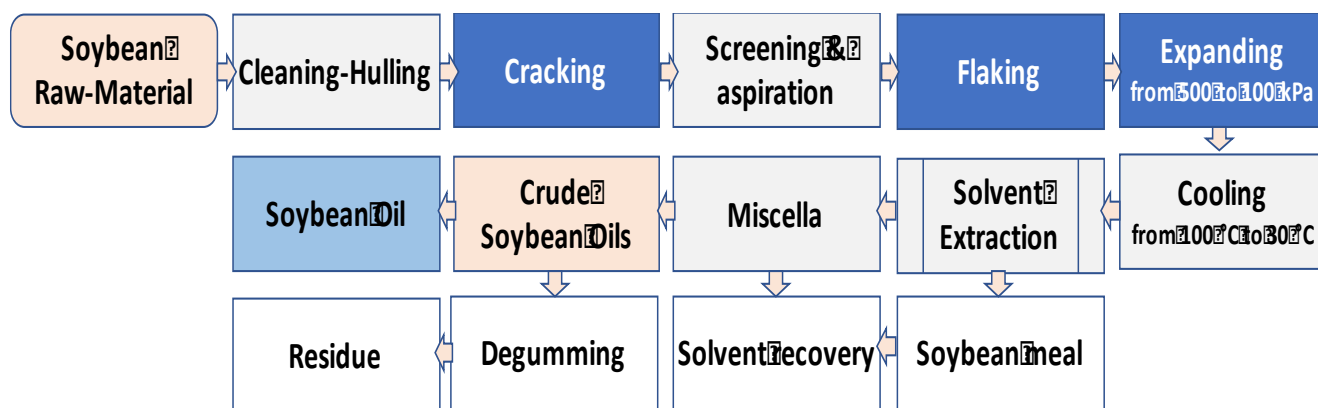 Soybean
Raw-Material
Cleaning-Hulling
Cracking
Screening &
aspiration
Flaking
Expanding
from 500 to 100 kPa
Soybean Oil
Crude
Soybean Oils
Miscella
Solvent
Extraction
Cooling
from 100 °C to 30 °C
Residue
Degumming
Solvent recovery
Soybean meal